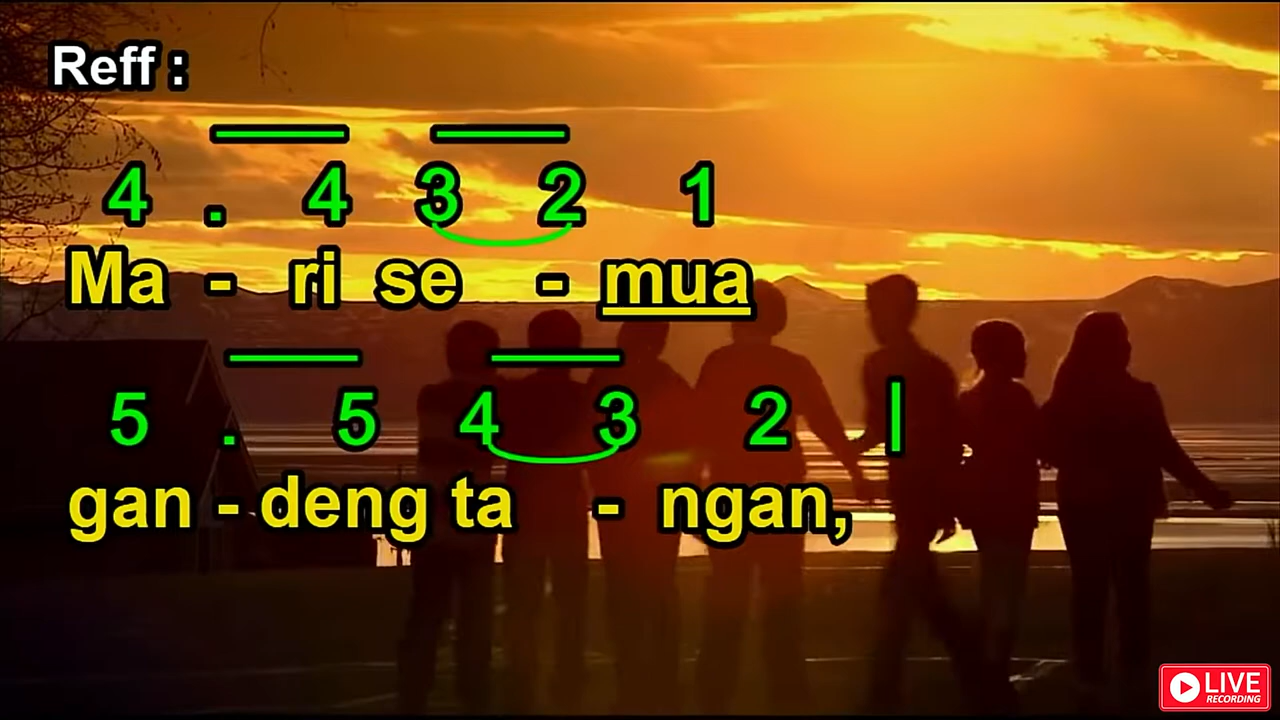 Reff :
4 . 4 3 2 1
Ma - ri se - mua
5 . 5 4 3 2 |
gan - deng ta - ngan,
LIVE
RECORDING